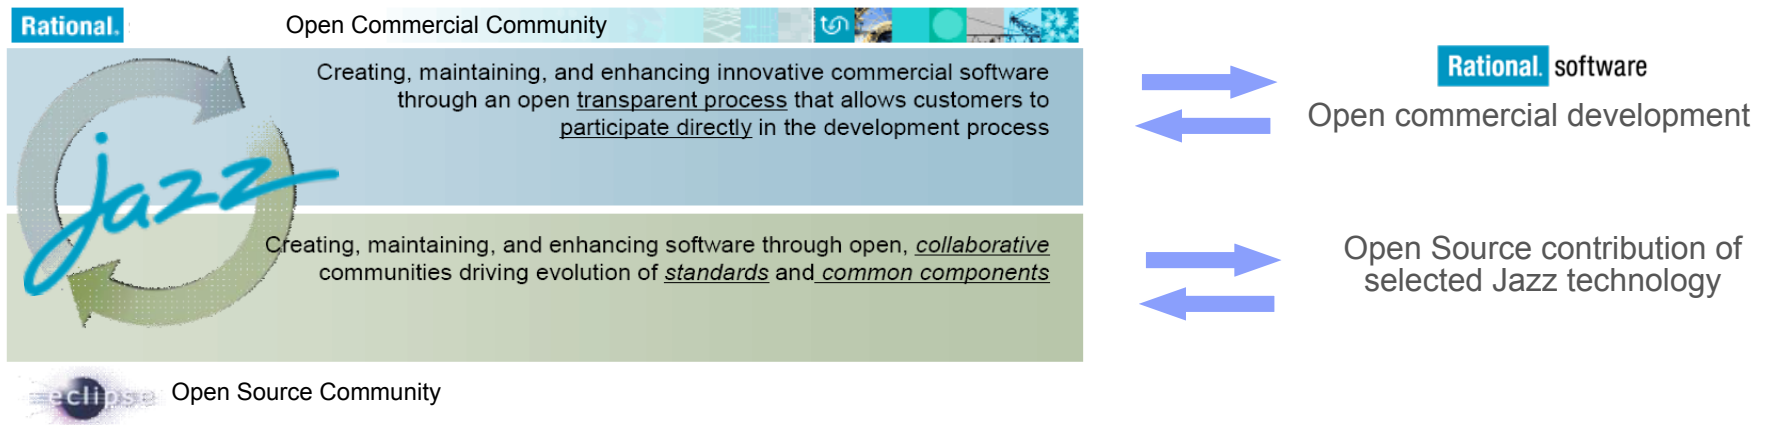 Rational.
Open Commercial Community
Creating, maintaining, and enhancing innovative commercial software
through an open transparent process that allows customers to
participate directly in the development process
jazz
Creating, maintaining, and enhancing software through open, collaborative
communities driving evolution of standards and common components
eclipse
Open Source Community
Rational. software
Open commercial development
Open Source contribution of
selected Jazz technology